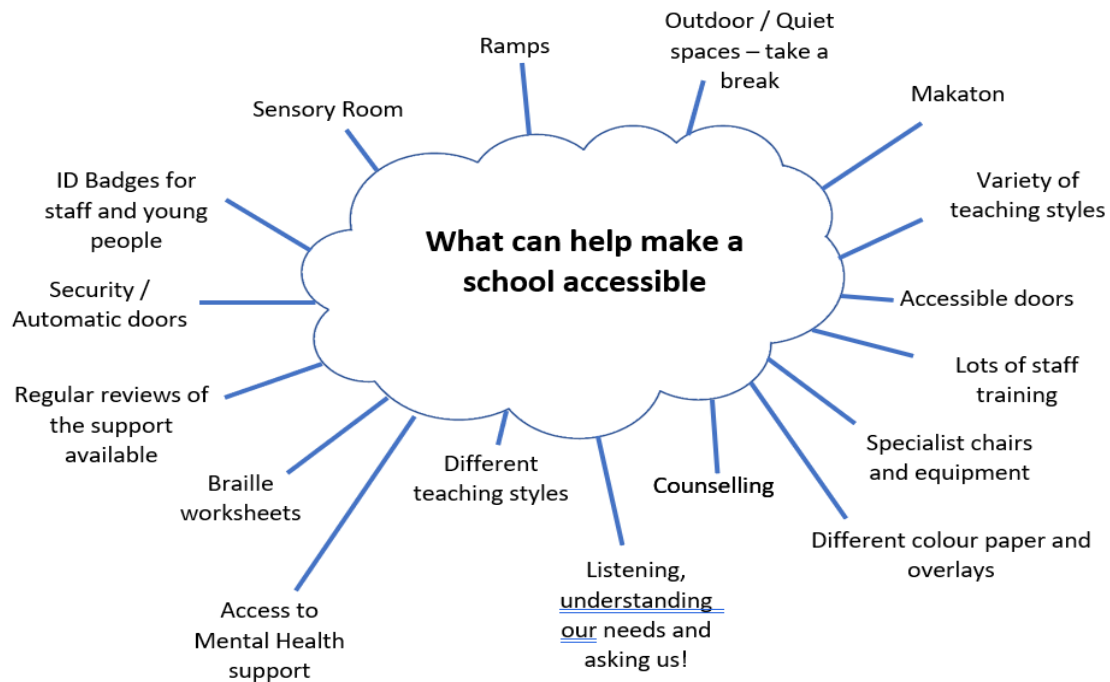 What can help make a
school accessible
Ramps
Outdoor / Quiet
spaces – take a
break
Makaton
Variety of
teaching styles
Accessible doors
Lots of staff
training
Specialist chairs
and equipment
Different colour paper and
overlays
Counselling
Listening,
understanding
our needs and
asking us!
Different
teaching styles
Access to
Mental Health
support
Braille
worksheets
Regular reviews of
the support
available
Security /
Automatic doors
ID Badges for
staff and young
people
Sensory Room